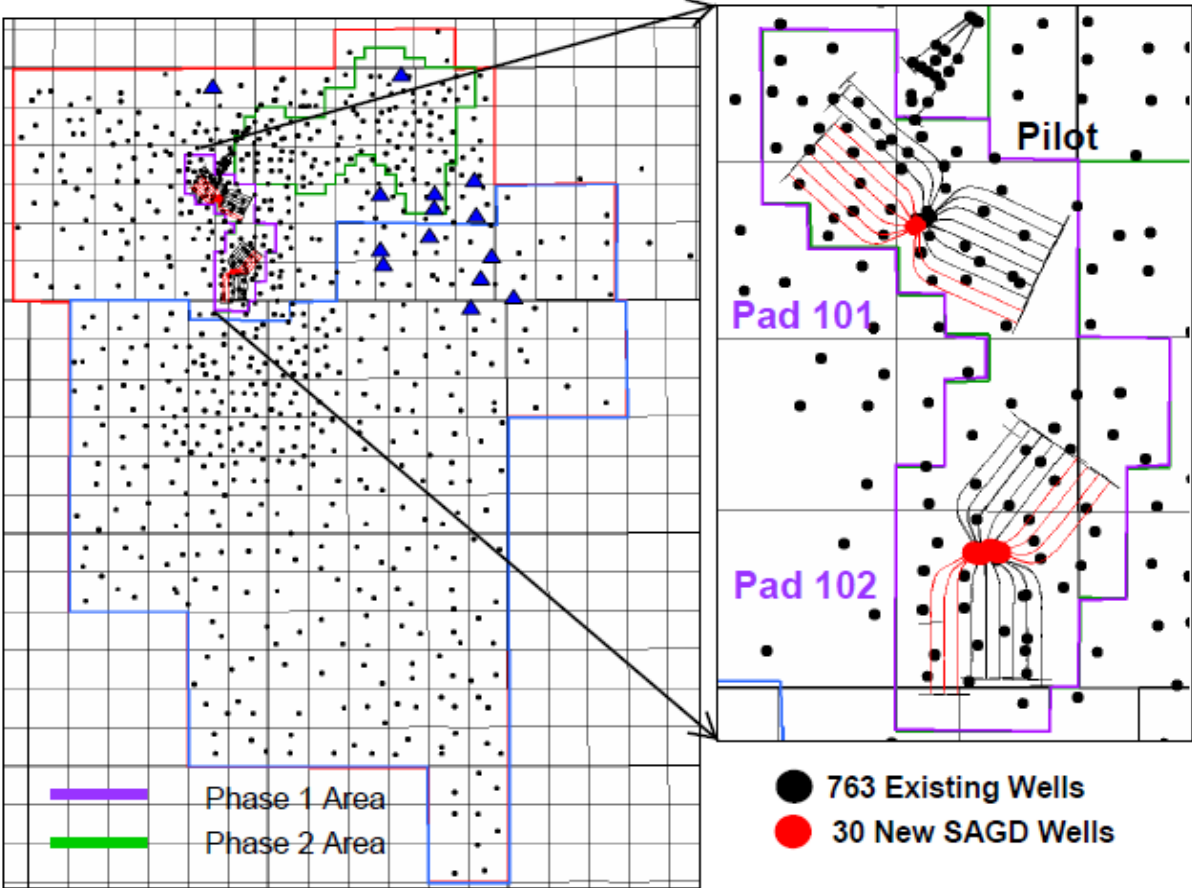 Pilot
Pad 101
Pad 102
Phase 1 Area
Phase 2 Area
763 Existing Wells
30 New SAGD Wells